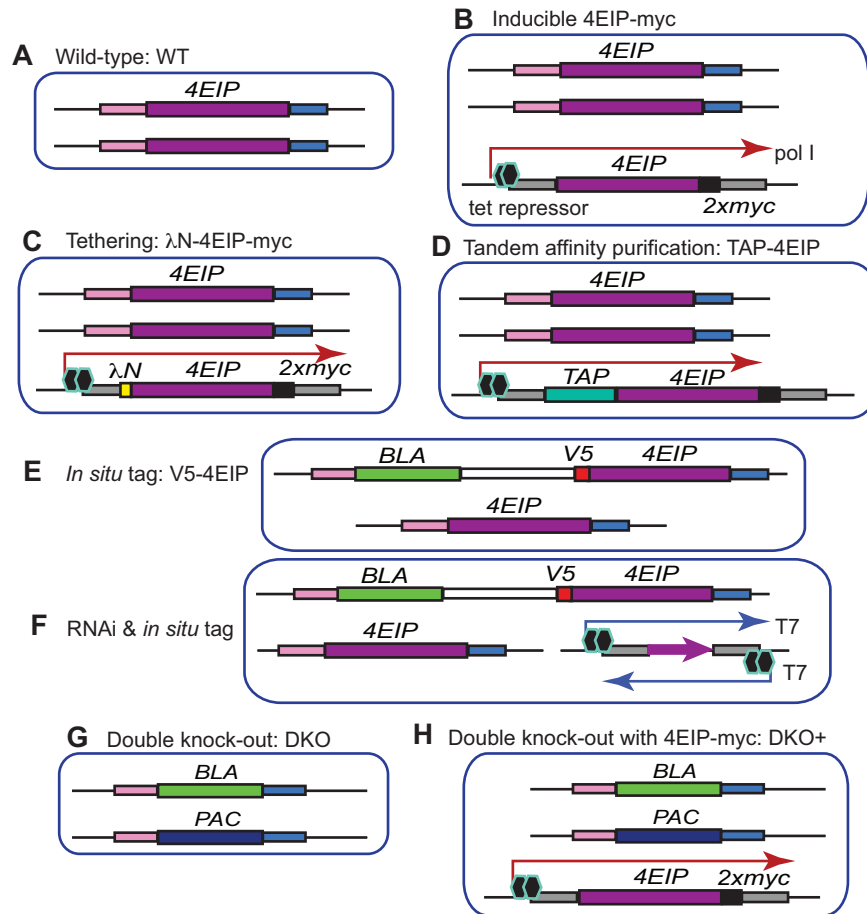 A Wild-type: WT
4EIP
B Inducible 4EIP-myc
4EIP
pol I
4EIP
tet repressor
2xmyc
C Tethering: λN-4EIP-myc
4EIP
λN 4EIP 2xmyc
D Tandem affinity purification: TAP-4EIP
4EIP
TAP 4EIP
E In situ tag: V5-4EIP
BLA V5 4EIP
4EIP
F RNAi & in situ tag
BLA V5 4EIP
4EIP
T7
T7
G Double knock-out: DKO
BLA
PAC
H Double knock-out with 4EIP-myc: DKO+
BLA
PAC
4EIP 2xmyc